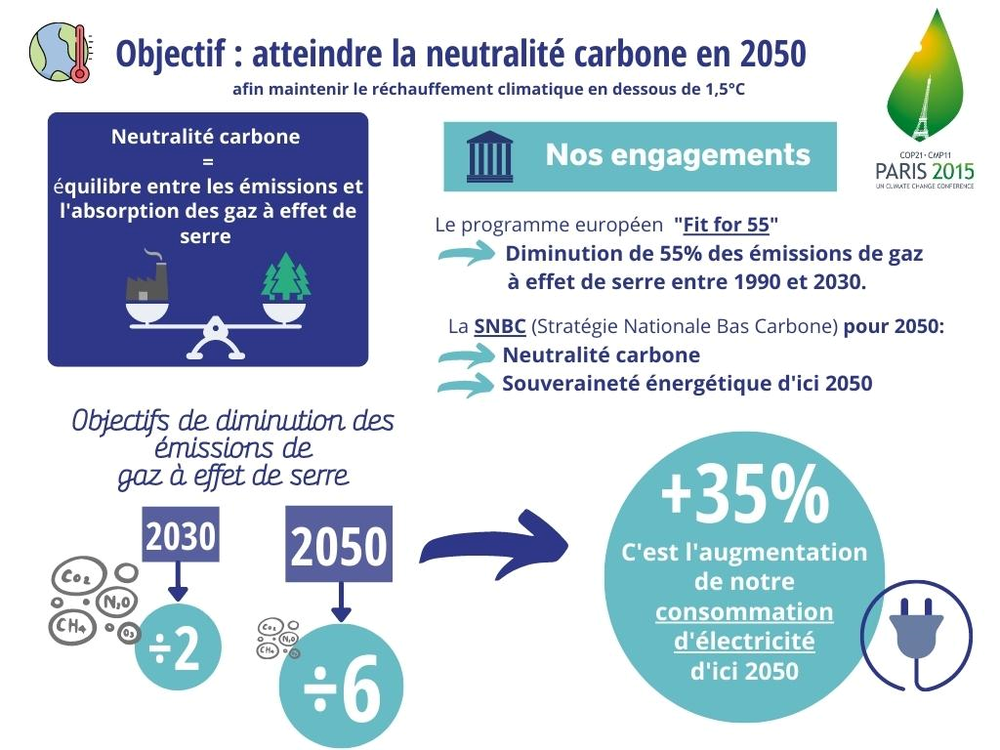 Objectif : atteindre la neutralité carbone en 2050
afin maintenir le réchauffement climatique en dessous de 1,5°C
COP21 • CMP11
PARIS 2015
UN CLIMATE CHANGE CONFERENCE
Neutralité carbone
=
équilibre entre les émissions et
l'absorption des gaz à effet de
serre
Nos engagements
Le programme européen "Fit for 55"
Diminution de 55% des émissions de gaz
à effet de serre entre 1990 et 2030.
La SNBC (Stratégie Nationale Bas Carbone) pour 2050:
Neutralité carbone
Souveraineté énergétique d'ici 2050
Objectifs de diminution des
émissions de
gaz à effet de serre
2030
CO2
N2O
CH4
O3
÷2
2050
CO2
N2O
CH4
÷6
+35%
C'est l'augmentation
de notre
consommation
d'électricité
d'ici 2050